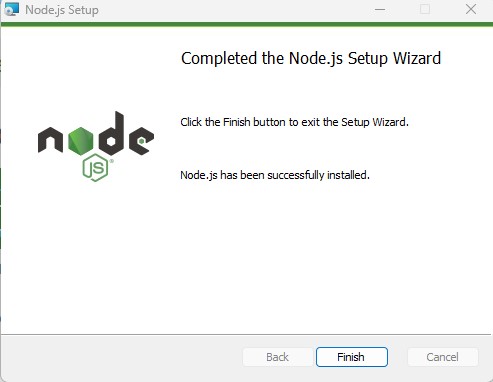 Node.js Setup
Completed the Node.js Setup Wizard
Click the Finish button to exit the Setup Wizard.
node
JS
®
Node.js has been successfully installed.
Back
Finish
Cancel